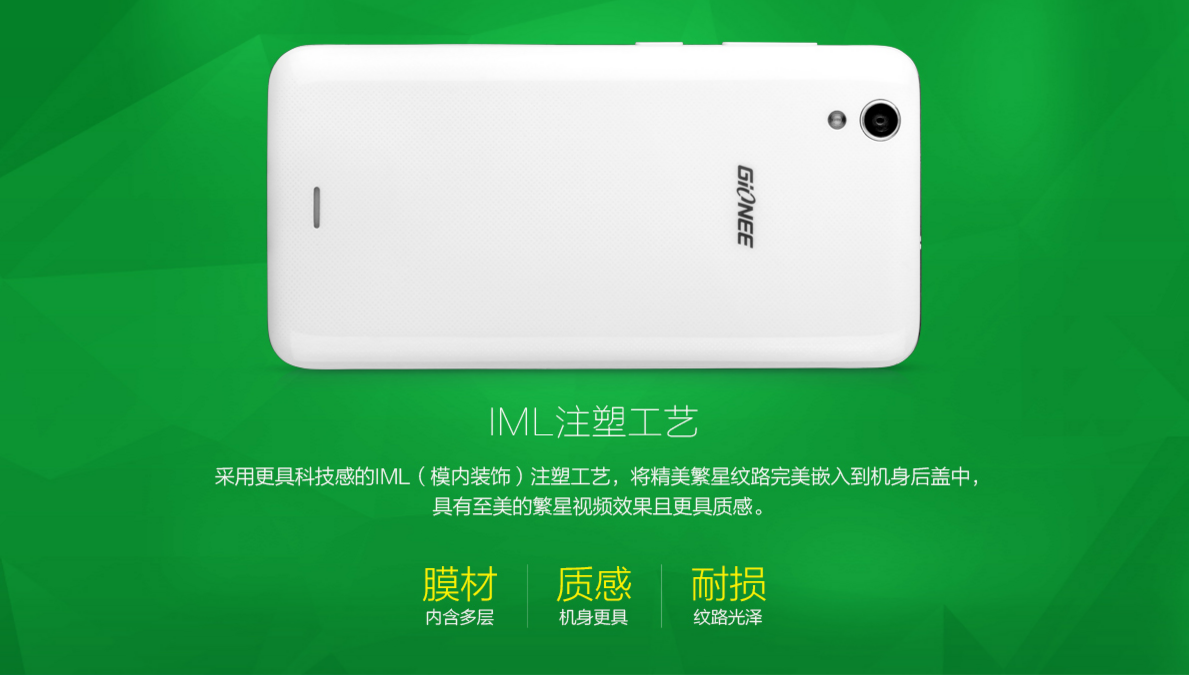 GiONEE
IML注塑工艺
采用更具科技感的IML（模内装饰）注塑工艺，将精美繁星纹路完美嵌入到机身后盖中，
具有至美的繁星视频效果且更具质感。
膜材 质感 耐损
内含多层 机身更具 纹路光泽